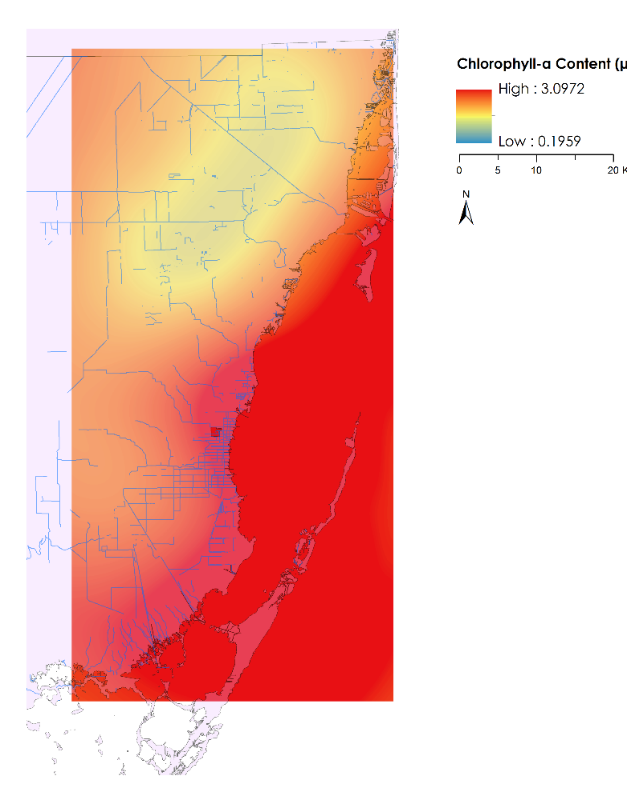 Chlorophyll-a Content (µ
High : 3.0972
Low : 0.1959
0 5 10 20 K
N